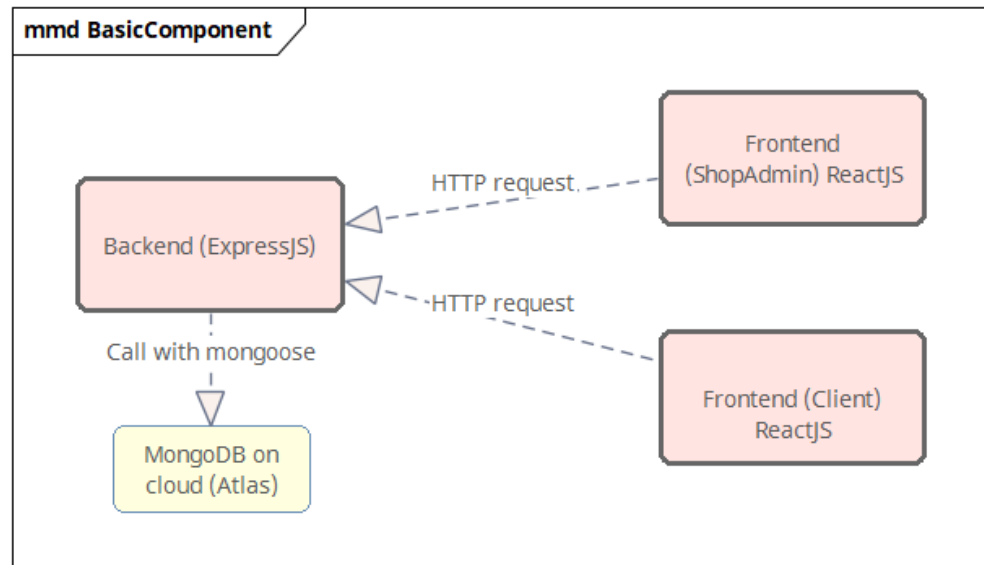 mmd BasicComponent
Frontend
(ShopAdmin) ReactJS
HTTP request
Backend (ExpressJS)
HTTP request
Call with mongoose
Frontend (Client)
ReactJS
MongoDB on
cloud (Atlas)